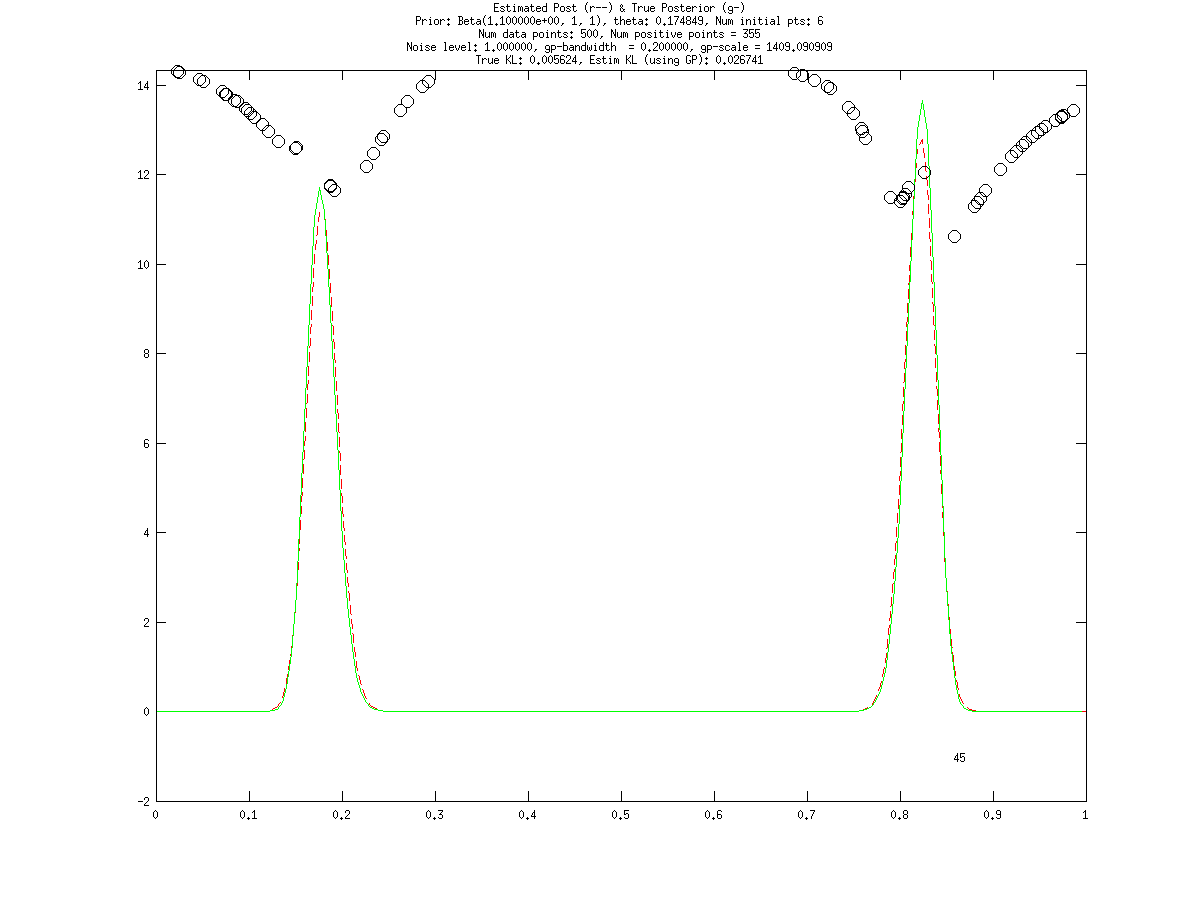 Estimated Post (r--) & True Posterior (g-)
Prior: Beta(1.100000e+00, 1, 1), theta: 0.174849, Num initial pts: 6
Num data points: 500, Num positive points = 355
Noise level: 1.000000, gp-bandwidth  = 0.200000, gp-scale = 1409.090909
True KL: 0.005624, Estim KL (using GP): 0.026741
14
12
10
8
6
4
2
0
45
-2
0 0.1 0.2 0.3 0.4 0.5 0.6 0.7 0.8 0.9 1